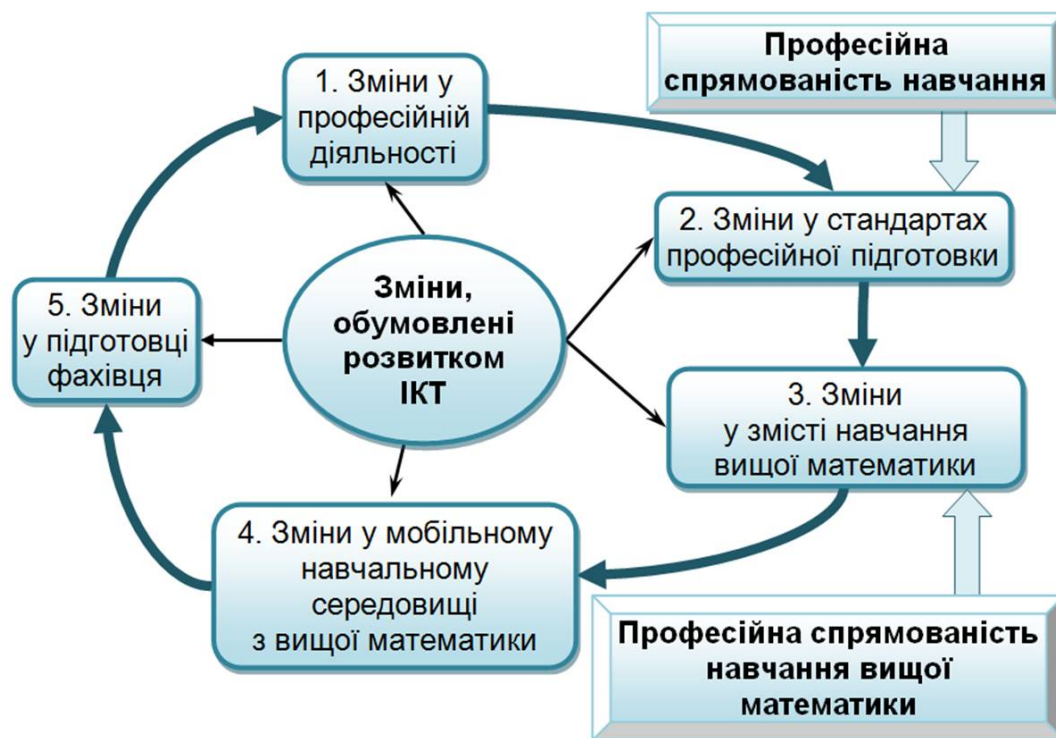 Професійна
спрямованість навчання
1. Зміни у
професійній
діяльності
2. Зміни у стандартах
професійної підготовки
Зміни,
обумовлені
розвитком
ІКТ
5. Зміни
у підготовці
фахівця
3. Зміни
у змісті навчання
вищої математики
4. Зміни у мобільному
навчальному
середовищі
з вищої математики
Професійна спрямованість
навчання вищої
математики